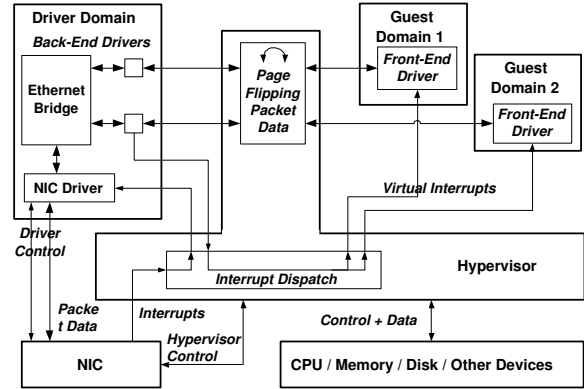 Driver Domain
Back-End Drivers
Ethernet
Bridge
NIC Driver
Page
Flipping
Packet
Data
Guest
Domain 1
Front-End
Driver
Guest
Domain 2
Front-End
Driver
Virtual Interrupts
Driver
Control
Interrupt Dispatch
Hypervisor
Packe
t Data
Interrupts
Hypervisor
Control
Control + Data
NIC
CPU / Memory / Disk / Other Devices